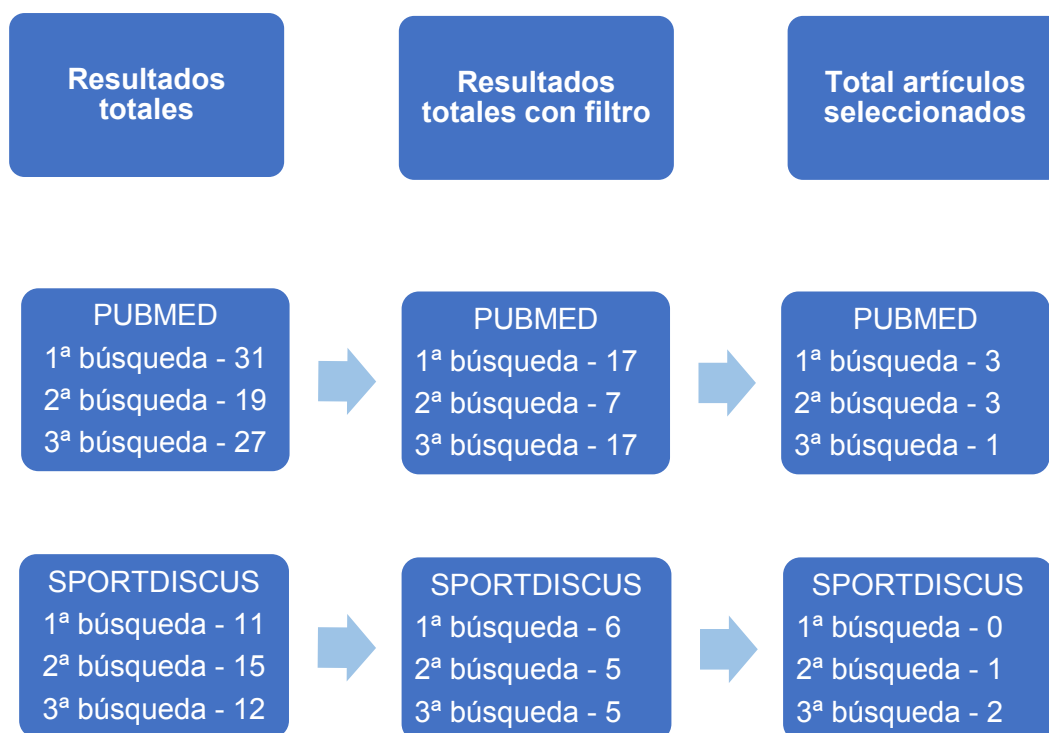 Resultados
totales
Resultados
totales con filtro
Total artículos
seleccionados
PUBMED
1ª búsqueda - 31
2ª búsqueda - 19
3ª búsqueda - 27
PUBMED
1ª búsqueda - 17
2ª búsqueda - 7
3ª búsqueda - 17
PUBMED
1ª búsqueda - 3
2ª búsqueda - 3
3ª búsqueda - 1
SPORTDISCUS
1ª búsqueda - 11
2ª búsqueda - 15
3ª búsqueda - 12
SPORTDISCUS
1ª búsqueda - 6
2ª búsqueda - 5
3ª búsqueda - 5
SPORTDISCUS
1ª búsqueda - 0
2ª búsqueda - 1
3ª búsqueda - 2